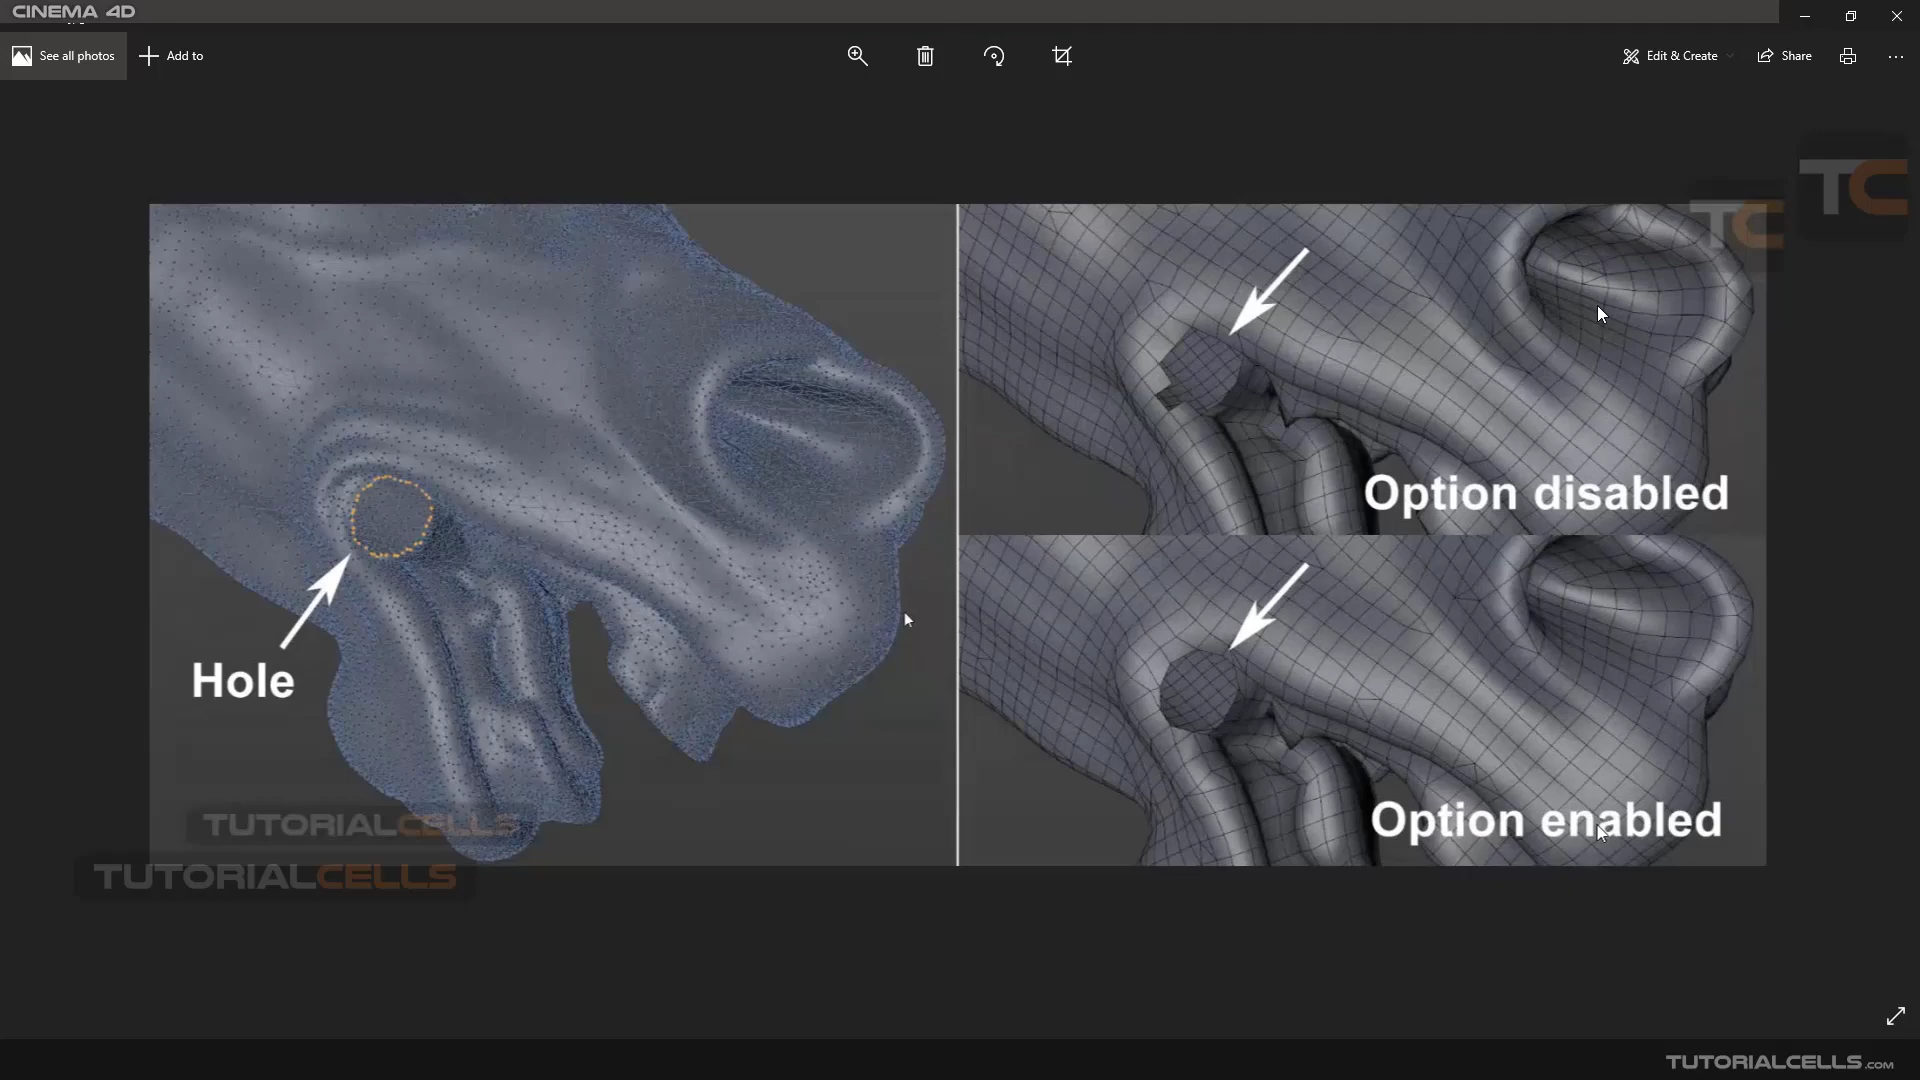 CINEMA 4D
See all photos
Add to
Edit & Create
Share
TC
TC
Option disabled
Hole
Option enabled
TUTORIALCELLS
TUTORIALCELLS
TUTORIALCELLS.COM